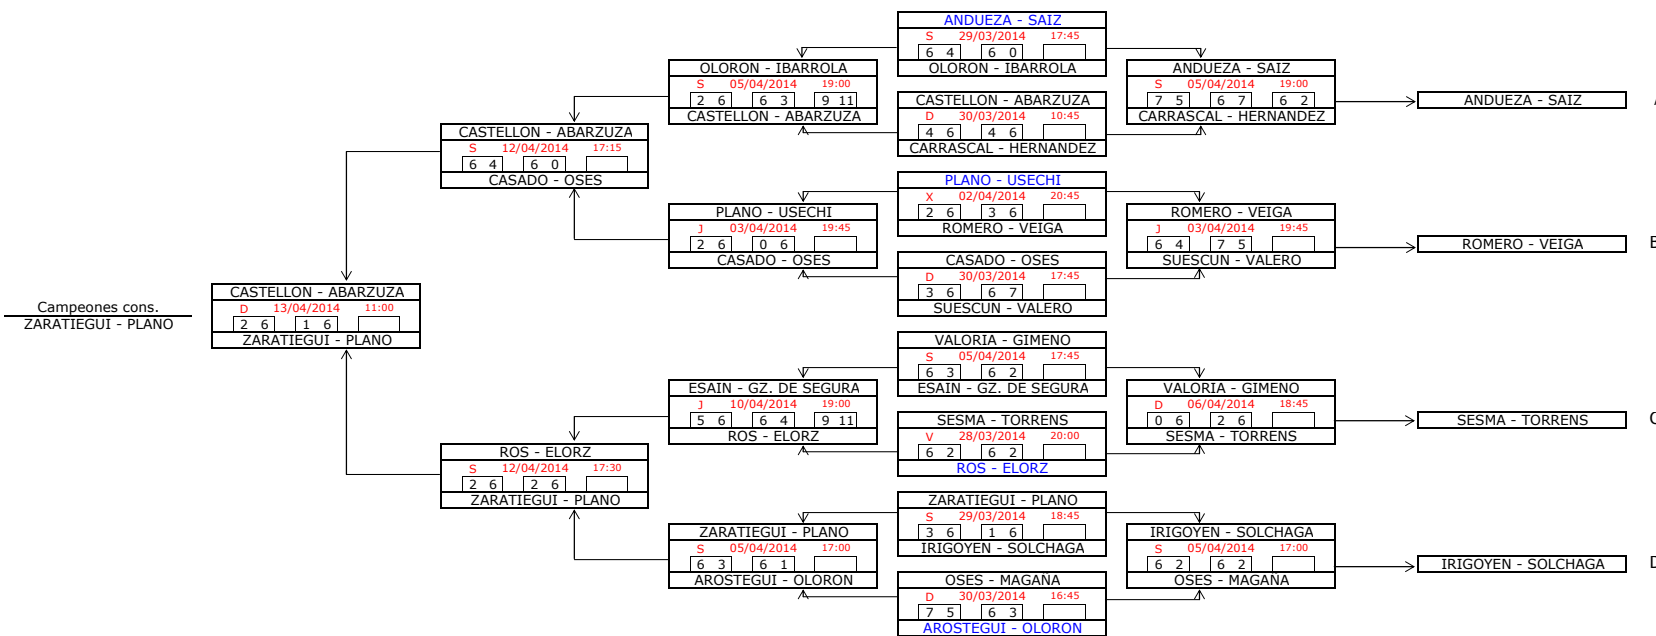 Campeones cons.
ZARATIEGUI - PLANO
CASTELLON - ABARZUZA
D 13/04/2014 11:00
2 6 1 6
ZARATIEGUI - PLANO
CASTELLON - ABARZUZA
S 12/04/2014 17:15
6 4 6 0
CASADO - OSES
ROS - ELORZ
S 12/04/2014 17:30
2 6 2 6
ZARATIEGUI - PLANO
OLORON - IBARROLA
S 05/04/2014 19:00
2 6 6 3 9 11
CASTELLON - ABARZUZA
PLANO - USECHI
J 03/04/2014 19:45
2 6 0 6
CASADO - OSES
ESAIN - GZ. DE SEGURA
J 10/04/2014 19:00
5 6 6 4 9 11
ROS - ELORZ
ZARATIEGUI - PLANO
S 05/04/2014 17:00
6 3 6 1
AROSTEGUI - OLORON
ANDUEZA - SAIZ
S 29/03/2014 17:45
6 4 6 0
OLORON - IBARROLA
CASTELLON - ABARZUZA
D 30/03/2014 10:45
4 6 4 6
CARRASCAL - HERNANDEZ
PLANO - USECHI
X 02/04/2014 20:45
2 6 3 6
ROMERO - VEIGA
CASADO - OSES
D 30/03/2014 17:45
3 6 6 7
SUESCUN - VALERO
VALORIA - GIMENO
S 05/04/2014 17:45
6 3 6 2
ESAIN - GZ. DE SEGURA
SESMA - TORRENS
V 28/03/2014 20:00
6 2 6 2
ROS - ELORZ
ZARATIEGUI - PLANO
S 29/03/2014 18:45
3 6 1 6
IRIGOYEN - SOLCHAGA
OSES - MAGAÑA
D 30/03/2014 16:45
7 5 6 3
AROSTEGUI - OLORON
ANDUEZA - SAIZ
S 05/04/2014 19:00
7 5 6 7 6 2
CARRASCAL - HERNANDEZ
ROMERO - VEIGA
J 03/04/2014 19:45
6 4 7 5
SUESCUN - VALERO
VALORIA - GIMENO
D 06/04/2014 18:45
0 6 2 6
SESMA - TORRENS
IRIGOYEN - SOLCHAGA
S 05/04/2014 17:00
6 2 6 2
OSES - MAGAÑA
ANDUEZA - SAIZ
ROMERO - VEIGA
SESMA - TORRENS
IRIGOYEN - SOLCHAGA